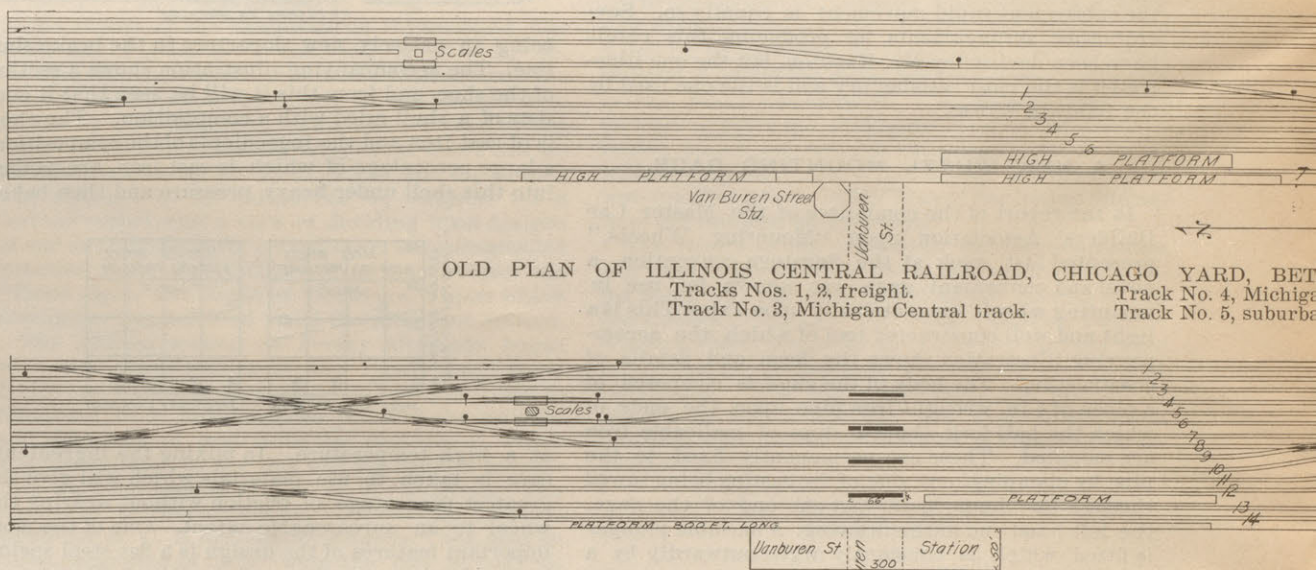 Scales
1
2
3
4
5
6
HIGH PLATFORM
HIGH PLATFORM
HIGH PLATFORM
7
Van Buren Street
Sta.
Vanburen
St.
N
OLD PLAN OF ILLINOIS CENTRAL RAILROAD, CHICAGO YARD, BET
Tracks Nos. 1, 2, freight.
Track No. 4, Michiga
Track No. 3, Michigan Central track.
Track No. 5, suburba
Scales
1
2
3
4
5
6
7
8
9
10
11
12
13
14
66'
PLATFORM
PLATFORM 800 FT. LONG
Vanburen St
Station
300
50'